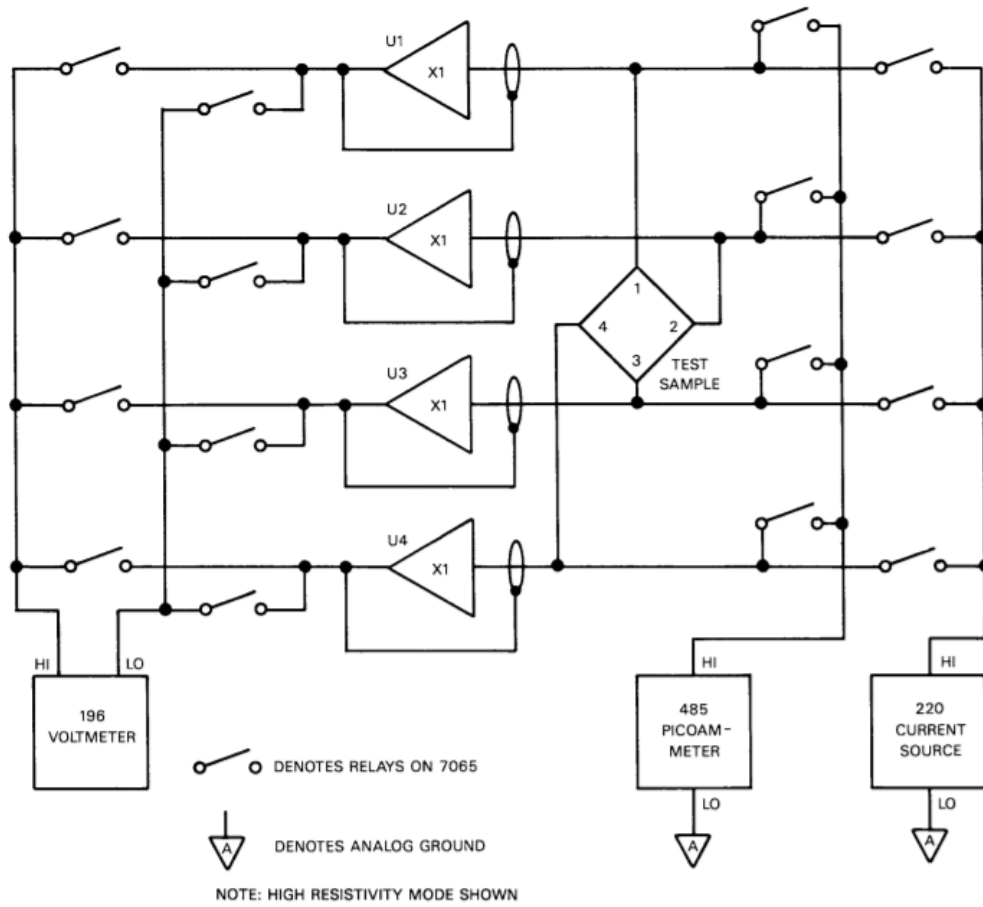 U1
X1
U2
X1
1
4
2
3
TEST
SAMPLE
U3
X1
U4
X1
HI
LO
196
VOLTMETER
HI
485
PICOAM-
METER
LO
A
HI
220
CURRENT
SOURCE
LO
A
DENOTES RELAYS ON 7065
A
DENOTES ANALOG GROUND
NOTE: HIGH RESISTIVITY MODE SHOWN